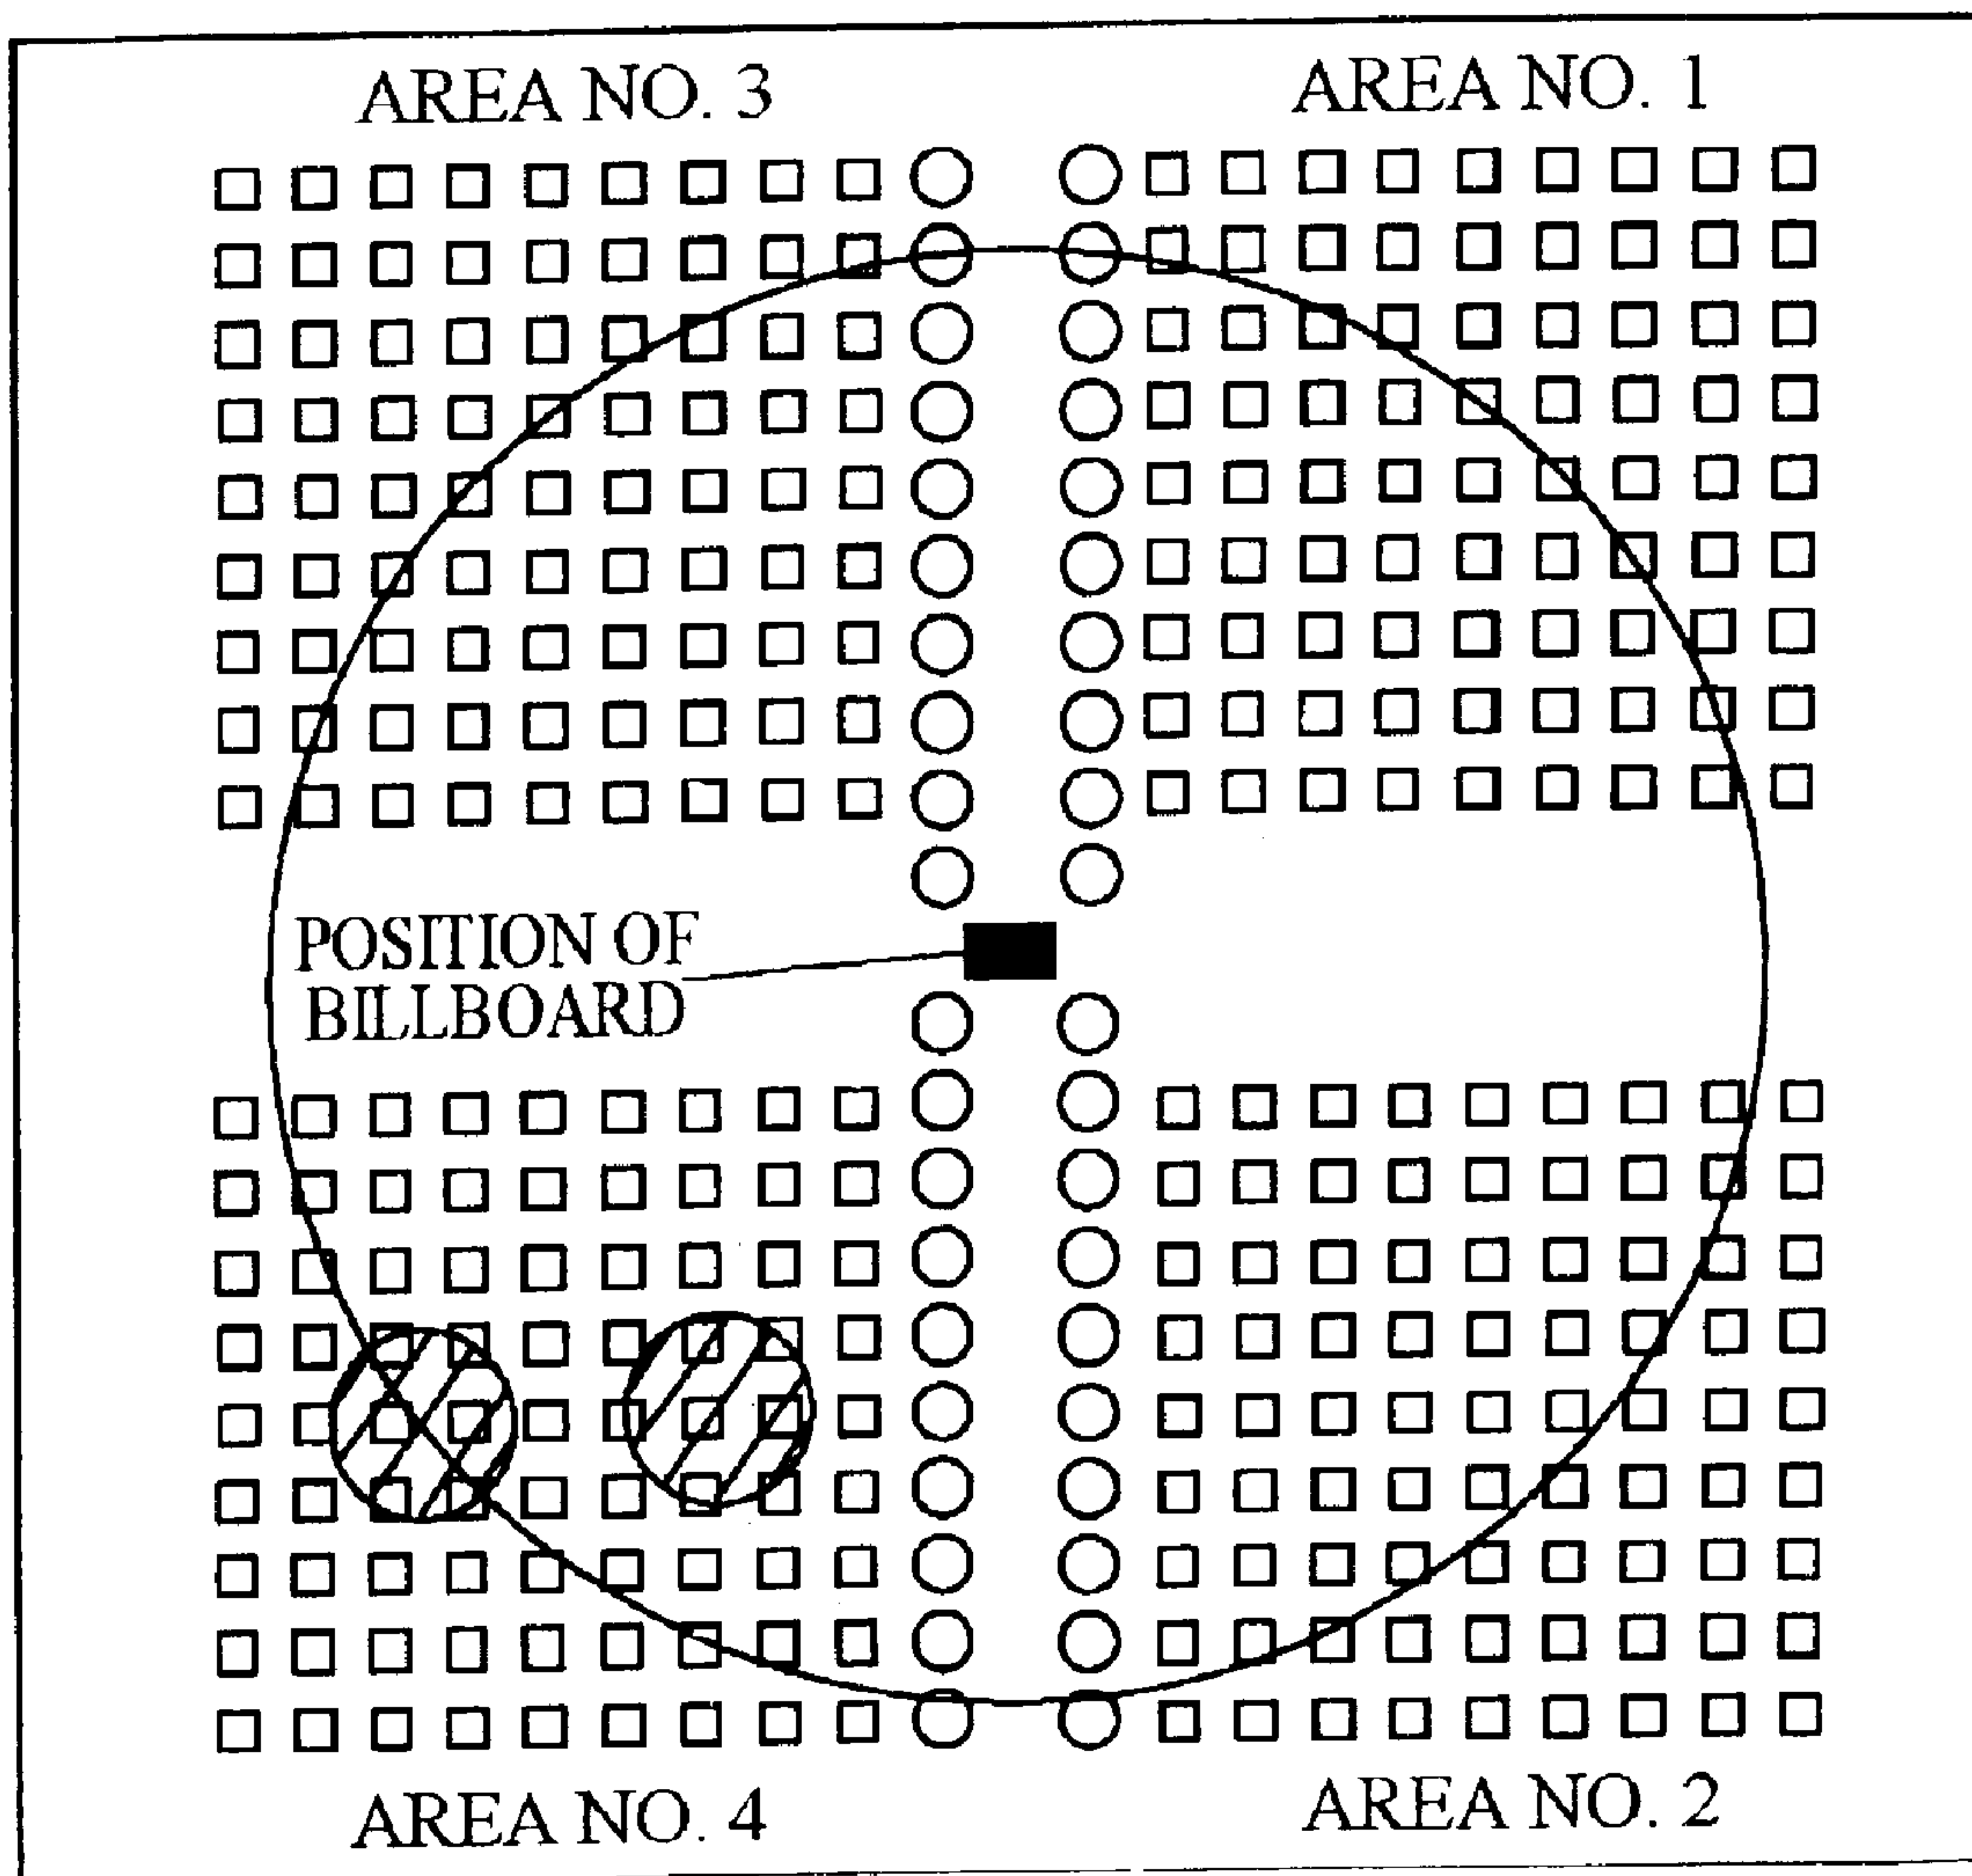 AREA NO. 3
AREA NO. 1
POSITION OF
BILLBOARD
AREA NO. 4
AREA NO. 2